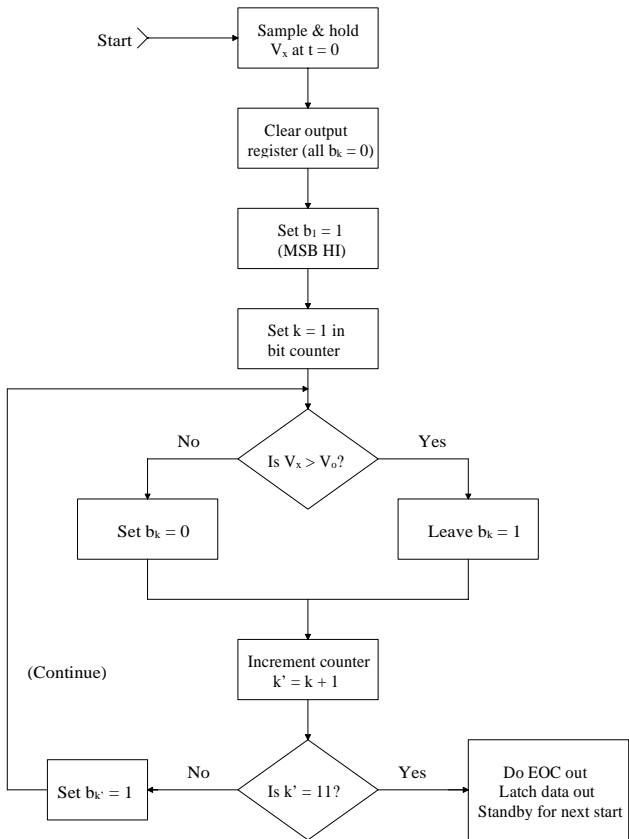 Start
Sample & hold
Vₓ at t = 0
Clear output
register (all bₖ = 0)
Set b₁ = 1
(MSB HI)
Set k = 1 in
bit counter
No
Is Vₓ > Vₒ?
Yes
Set bₖ = 0
Leave bₖ = 1
Increment counter
k’ = k + 1
(Continue)
Set bₖ’ = 1
No
Is k’ = 11?
Yes
Do EOC out
Latch data out
Standby for next start